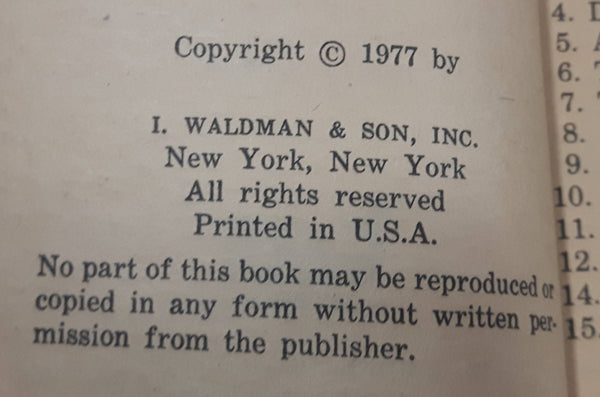 Copyright © 1977 by
I. WALDMAN & SON, INC.
New York, New York
All rights reserved
Printed in U.S.A.
No part of this book may be reproduced or
copied in any form without written per-
mission from the publisher.
4.
5.
6.
7.
8.
9.
10.
11.
12.
14.
15.